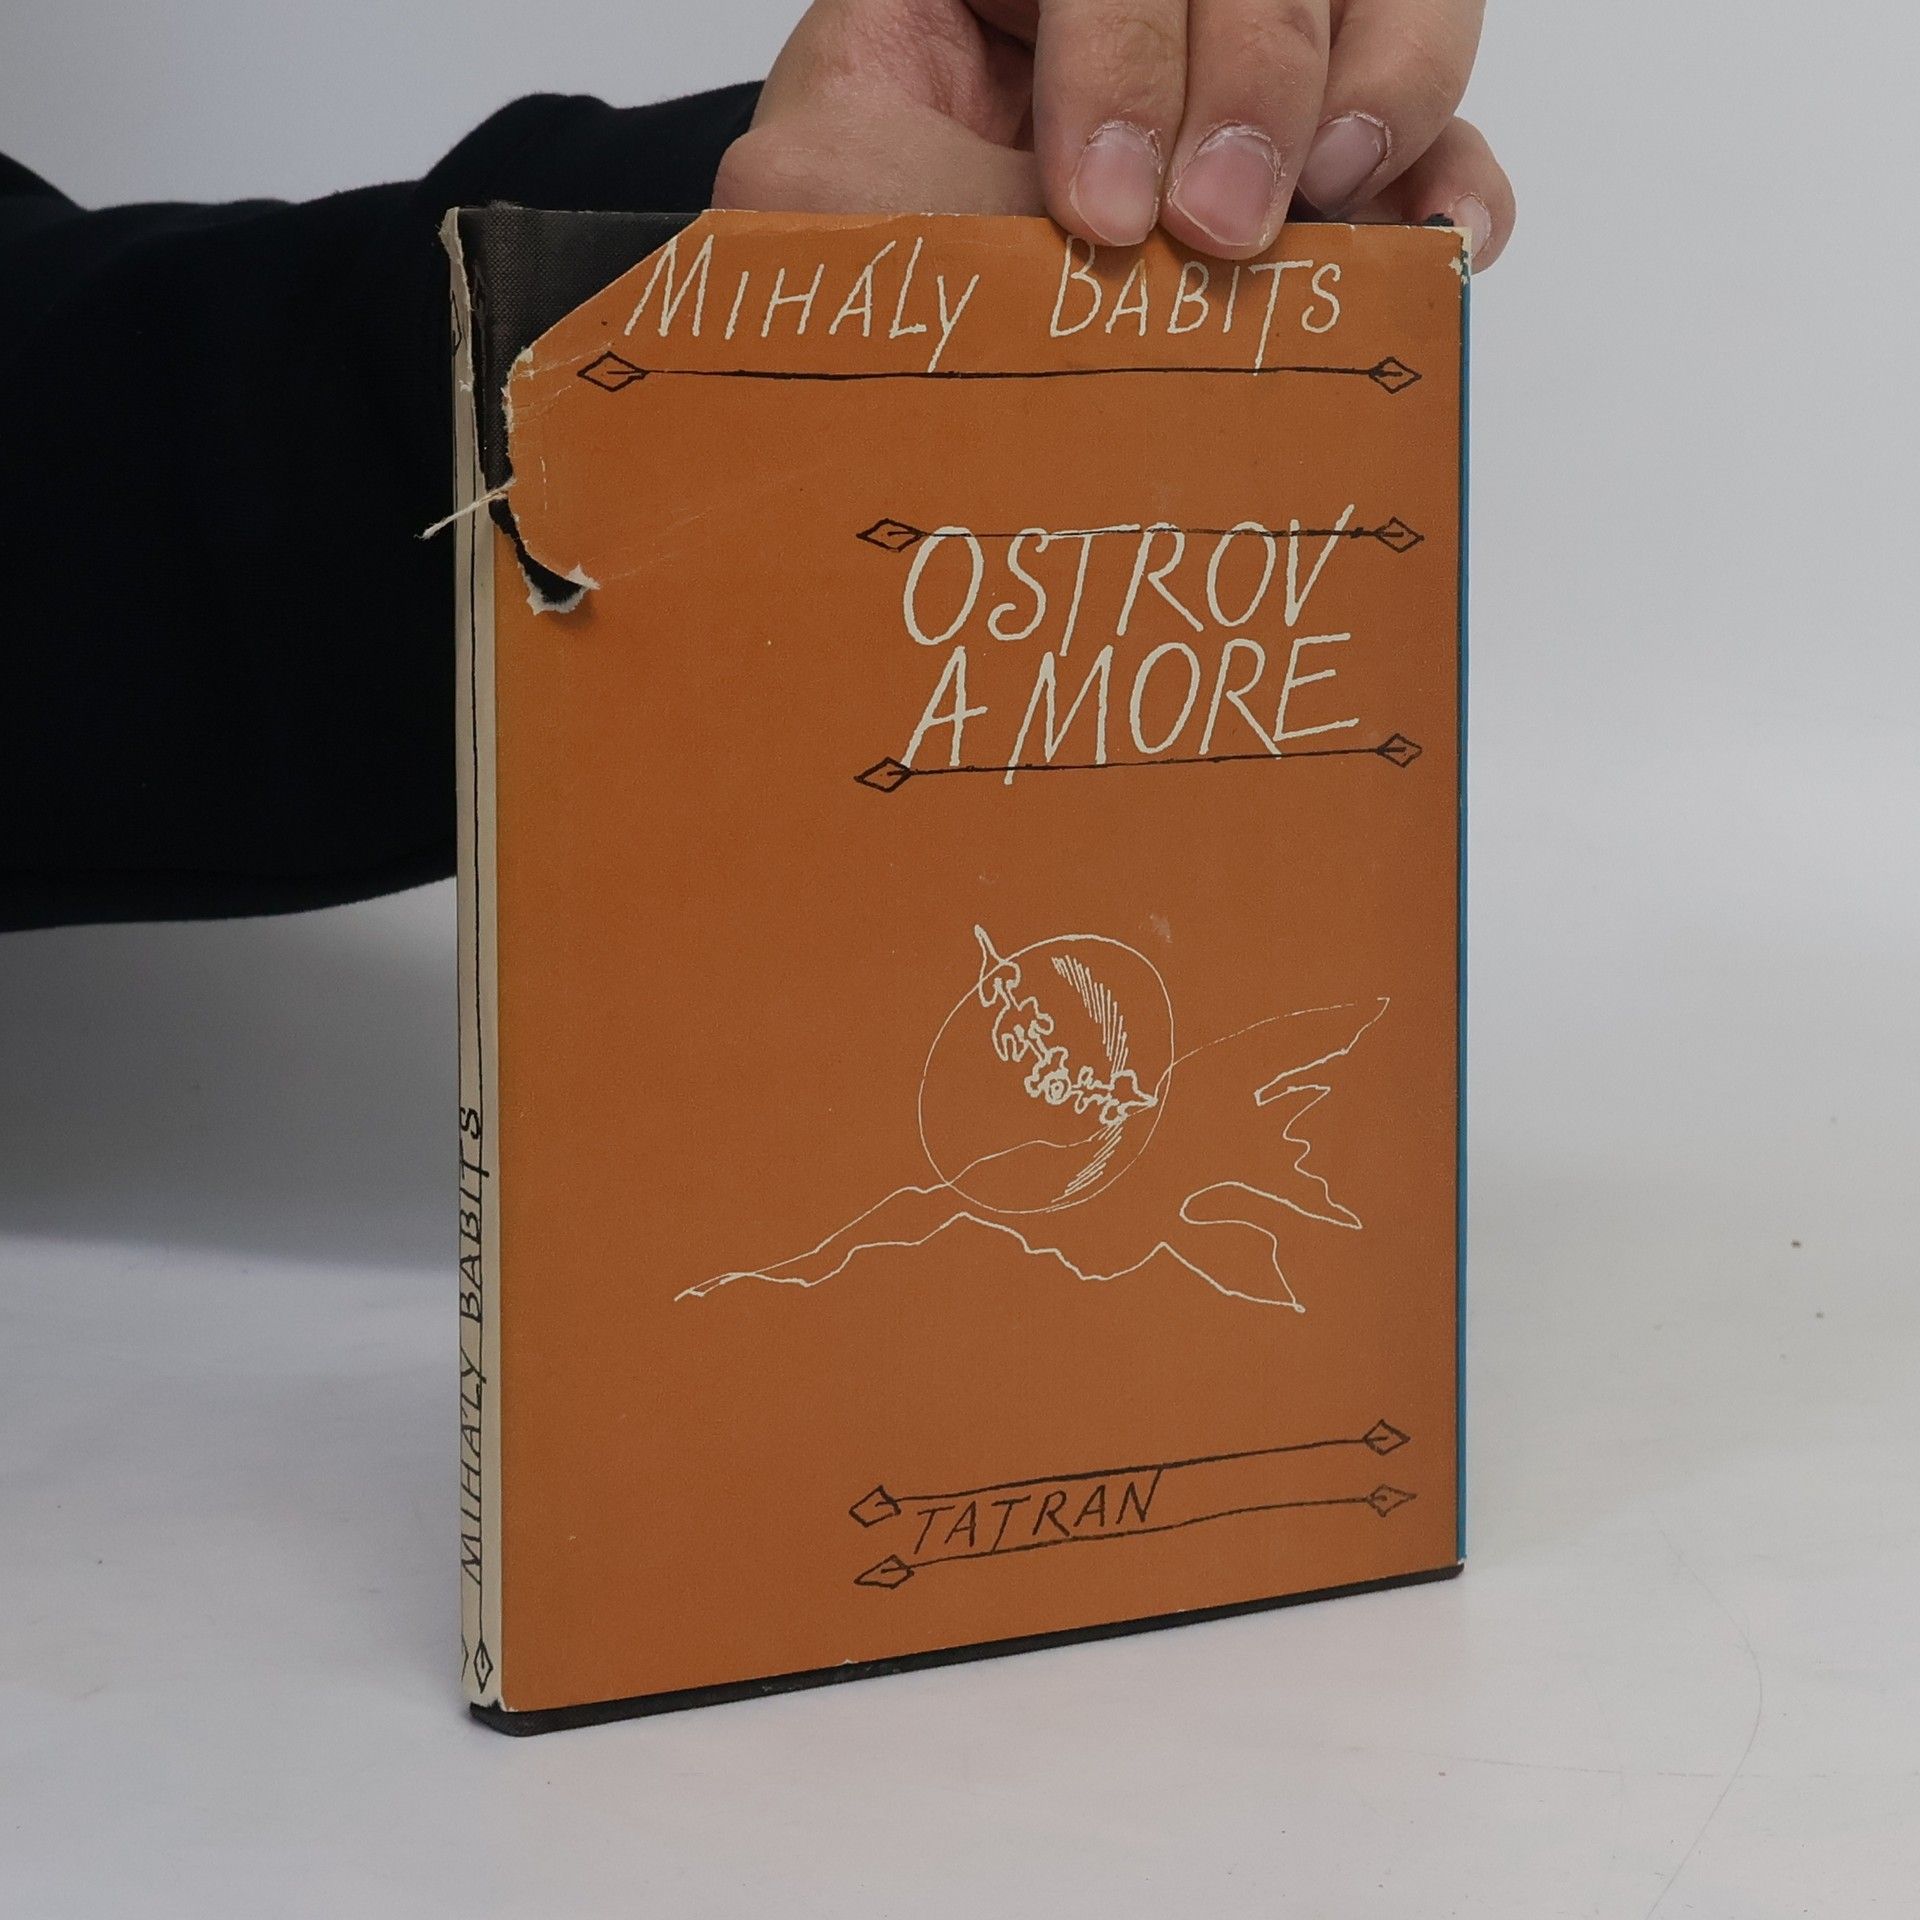 MIHÁLY BABITS
OSTROV
A MORE
TATRAN
MIHÁLY BABITS